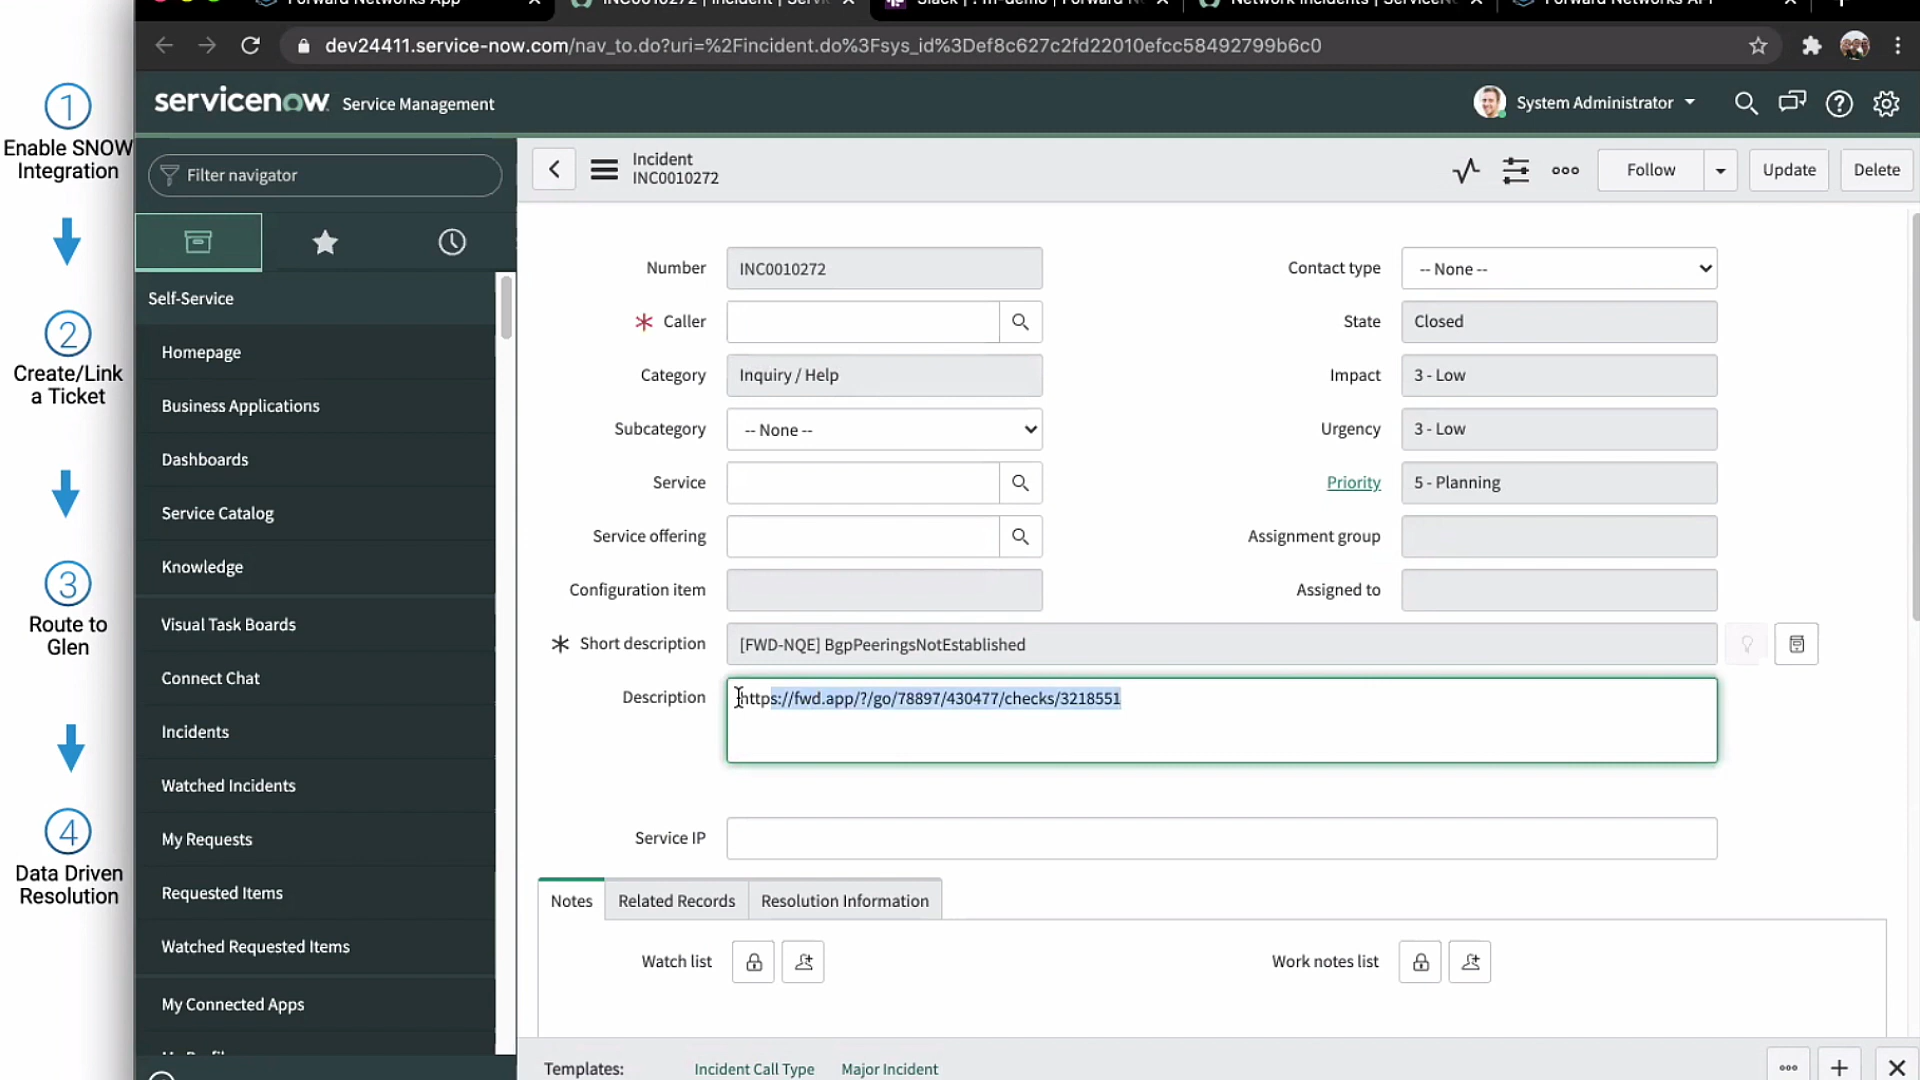 Forward Networks App
INC0010272 | Incident | Servi
Slack | ! m-demo | Forward N
Network Incidents | ServiceN
Forward Networks API
dev24411.service-now.com/nav_to.do?uri=%2Fincident.do%3Fsys_id%3Def8c627c2fd22010efcc58492799b6c0
servicenow Service Management
System Administrator
1
Enable SNOW
Integration
2
Create/Link
a Ticket
3
Route to
Glen
4
Data Driven
Resolution
Filter navigator
Self-Service
Homepage
Business Applications
Dashboards
Service Catalog
Knowledge
Visual Task Boards
Connect Chat
Incidents
Watched Incidents
My Requests
Requested Items
Watched Requested Items
My Connected Apps
Incident
INC0010272
Follow
Update
Delete
Number INC0010272
Contact type -- None --
Caller
State Closed
Category Inquiry / Help
Impact 3 - Low
Subcategory -- None --
Urgency 3 - Low
Service
Priority 5 - Planning
Service offering
Assignment group
Configuration item
Assigned to
Short description [FWD-NQE] BgpPeeringsNotEstablished
Description https://fwd.app/?/go/78897/430477/checks/3218551
Service IP
Notes Related Records Resolution Information
Watch list
Work notes list
Templates: Incident Call Type Major Incident